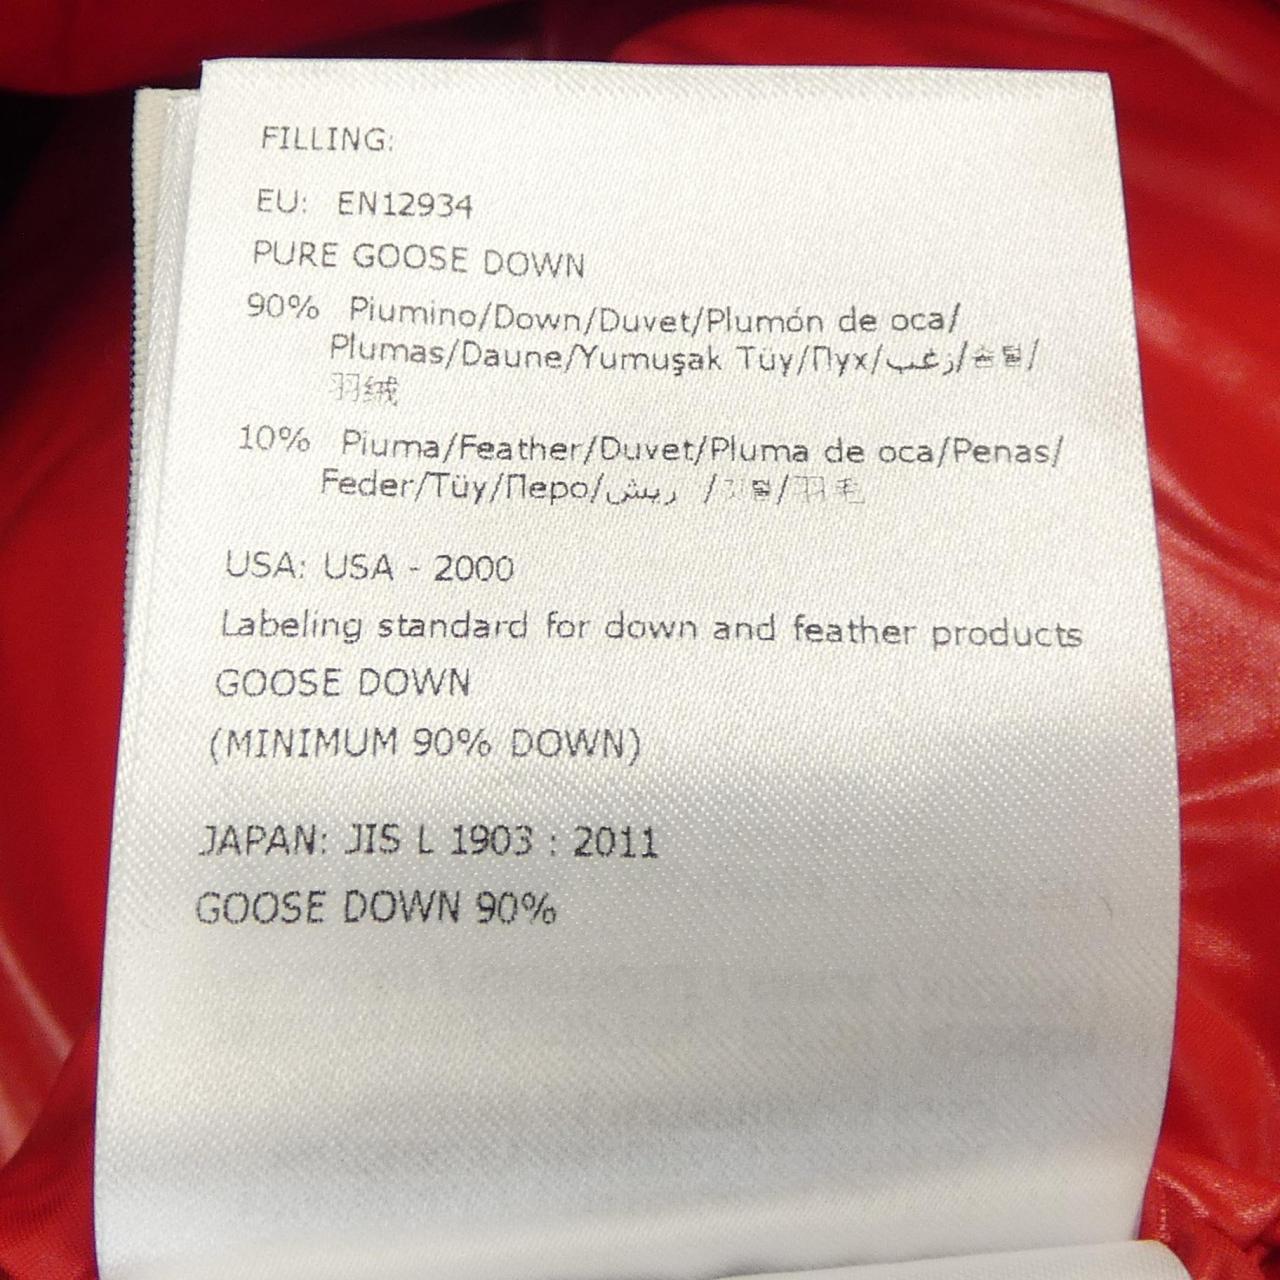 FILLING:
EU: EN12934
PURE GOOSE DOWN
90% Piumino/Down/Duvet/Plumón de oca/
Plumas/Daune/Yumuşak Tüy/Пух/زغب/솜털/
羽绒
10% Piuma/Feather/Duvet/Pluma de oca/Penas/
Feder/Tüy/Перо/ريش /깃털/羽毛
USA: USA - 2000
Labeling standard for down and feather products
GOOSE DOWN
(MINIMUM 90% DOWN)
JAPAN: JIS L 1903 : 2011
GOOSE DOWN 90%